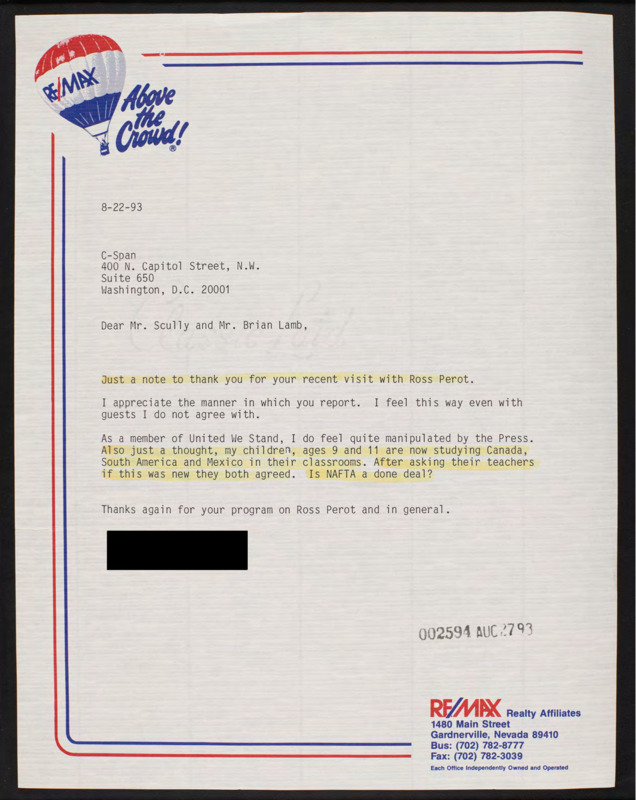 RE/MAX
Above
the
Crowd!®
8-22-93
C-Span
400 N. Capitol Street, N.W.
Suite 650
Washington, D.C. 20001
Dear Mr. Scully and Mr. Brian Lamb,
Just a note to thank you for your recent visit with Ross Perot.
I appreciate the manner in which you report.  I feel this way even with
guests I do not agree with.
As a member of United We Stand, I do feel quite manipulated by the Press.
Also just a thought, my children, ages 9 and 11 are now studying Canada,
South America and Mexico in their classrooms. After asking their teachers
if this was new they both agreed.  Is NAFTA a done deal?
Thanks again for your program on Ross Perot and in general.
002594 AUC 27 93
RE/MAX Realty Affiliates
1480 Main Street
Gardnerville, Nevada 89410
Bus: (702) 782-8777
Fax: (702) 782-3039
Each Office Independently Owned and Operated